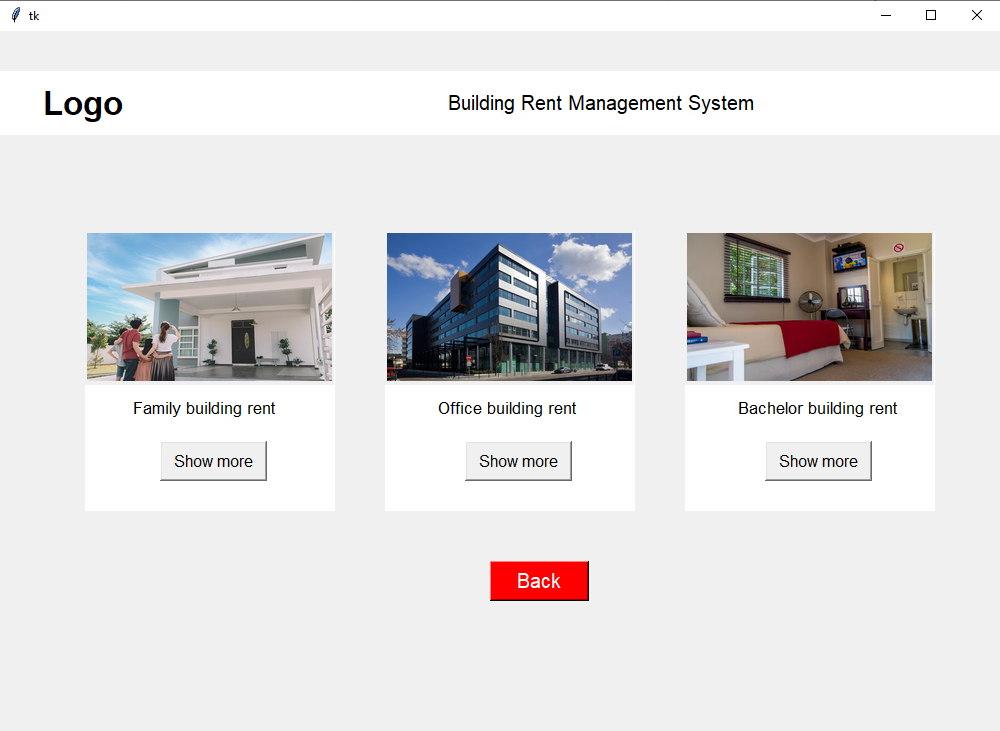 tk
Logo
Building Rent Management System
Family building rent
Office building rent
Bachelor building rent
Show more
Show more
Show more
Back